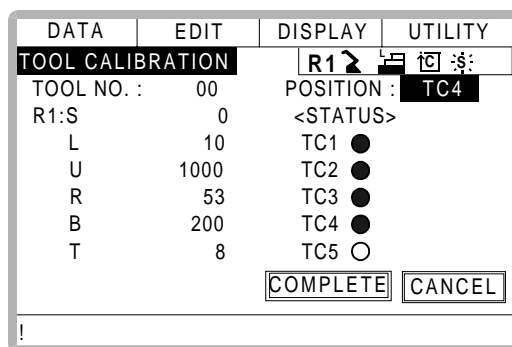 DATA EDIT DISPLAY UTILITY
TOOL CALIBRATION R1 C S
TOOL NO. : 00 POSITION : TC4
R1:S 0 <STATUS>
L 10 TC1
U 1000 TC2
R 53 TC3
B 200 TC4
T 8 TC5
COMPLETE CANCEL
!